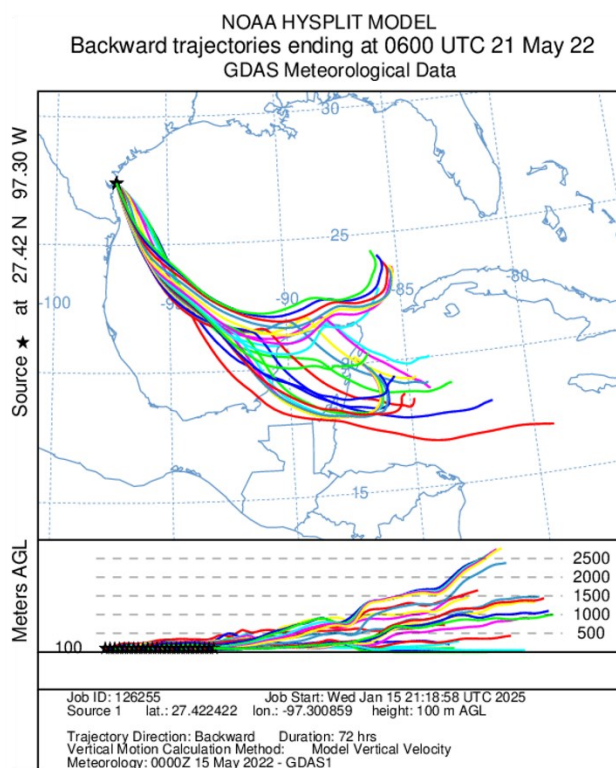 NOAA HYSPLIT MODEL
Backward trajectories ending at 0600 UTC 21 May 22
GDAS Meteorological Data
Source ★ at 27.42 N 97.30 W
30
25
-80
-85
-90
-100
15
Meters AGL
2500
2000
1500
1000
500
100
Job ID: 126255 Job Start: Wed Jan 15 21:18:58 UTC 2025
Source 1 lat.: 27.422422 lon.: -97.300859 height: 100 m AGL
Trajectory Direction: Backward Duration: 72 hrs
Vertical Motion Calculation Method: Model Vertical Velocity
Meteorology: 0000Z 15 May 2022 - GDAS1